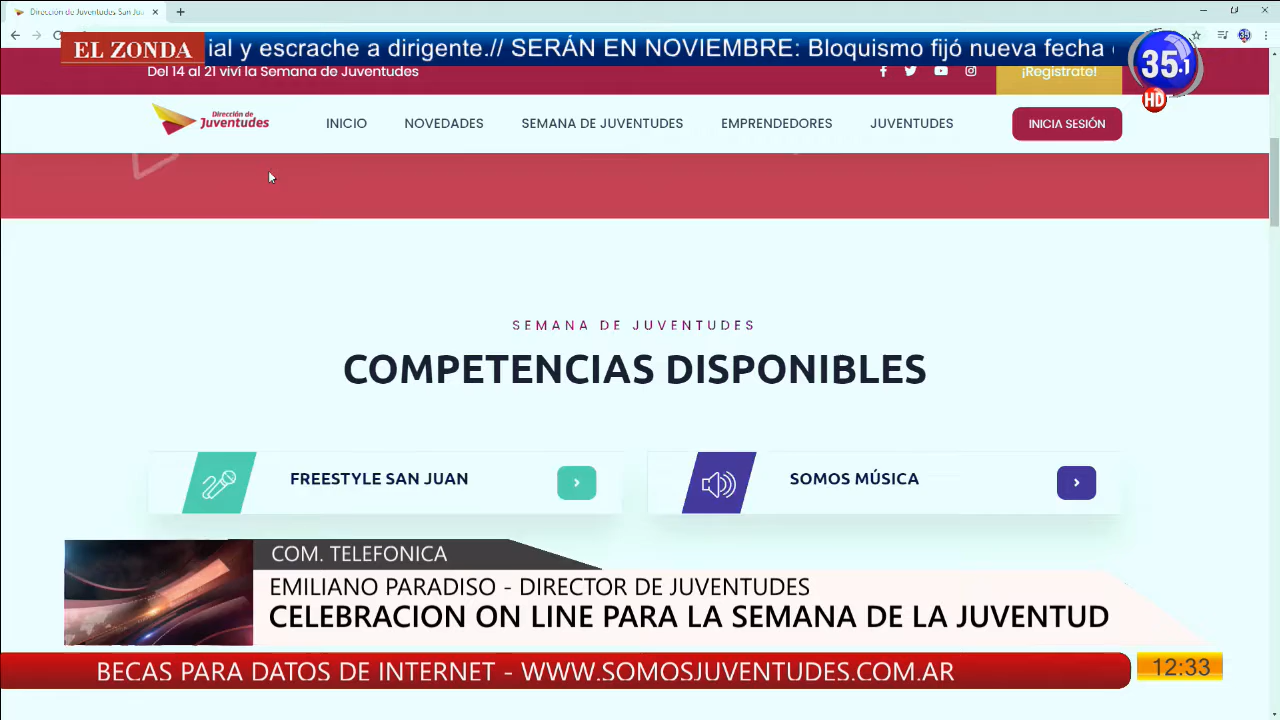 Dirección de Juventudes San Jua
EL ZONDA
ial y escrache a dirigente.// SERÁN EN NOVIEMBRE: Bloquismo fijó nueva fecha
35.1
HD
Del 14 al 21 viví la Semana de Juventudes
¡Registrate!
Dirección de
Juventudes
INICIO
NOVEDADES
SEMANA DE JUVENTUDES
EMPRENDEDORES
JUVENTUDES
INICIA SESIÓN
SEMANA DE JUVENTUDES
COMPETENCIAS DISPONIBLES
FREESTYLE SAN JUAN
SOMOS MÚSICA
COM. TELEFONICA
EMILIANO PARADISO - DIRECTOR DE JUVENTUDES
CELEBRACION ON LINE PARA LA SEMANA DE LA JUVENTUD
BECAS PARA DATOS DE INTERNET - WWW.SOMOSJUVENTUDES.COM.AR
12:33